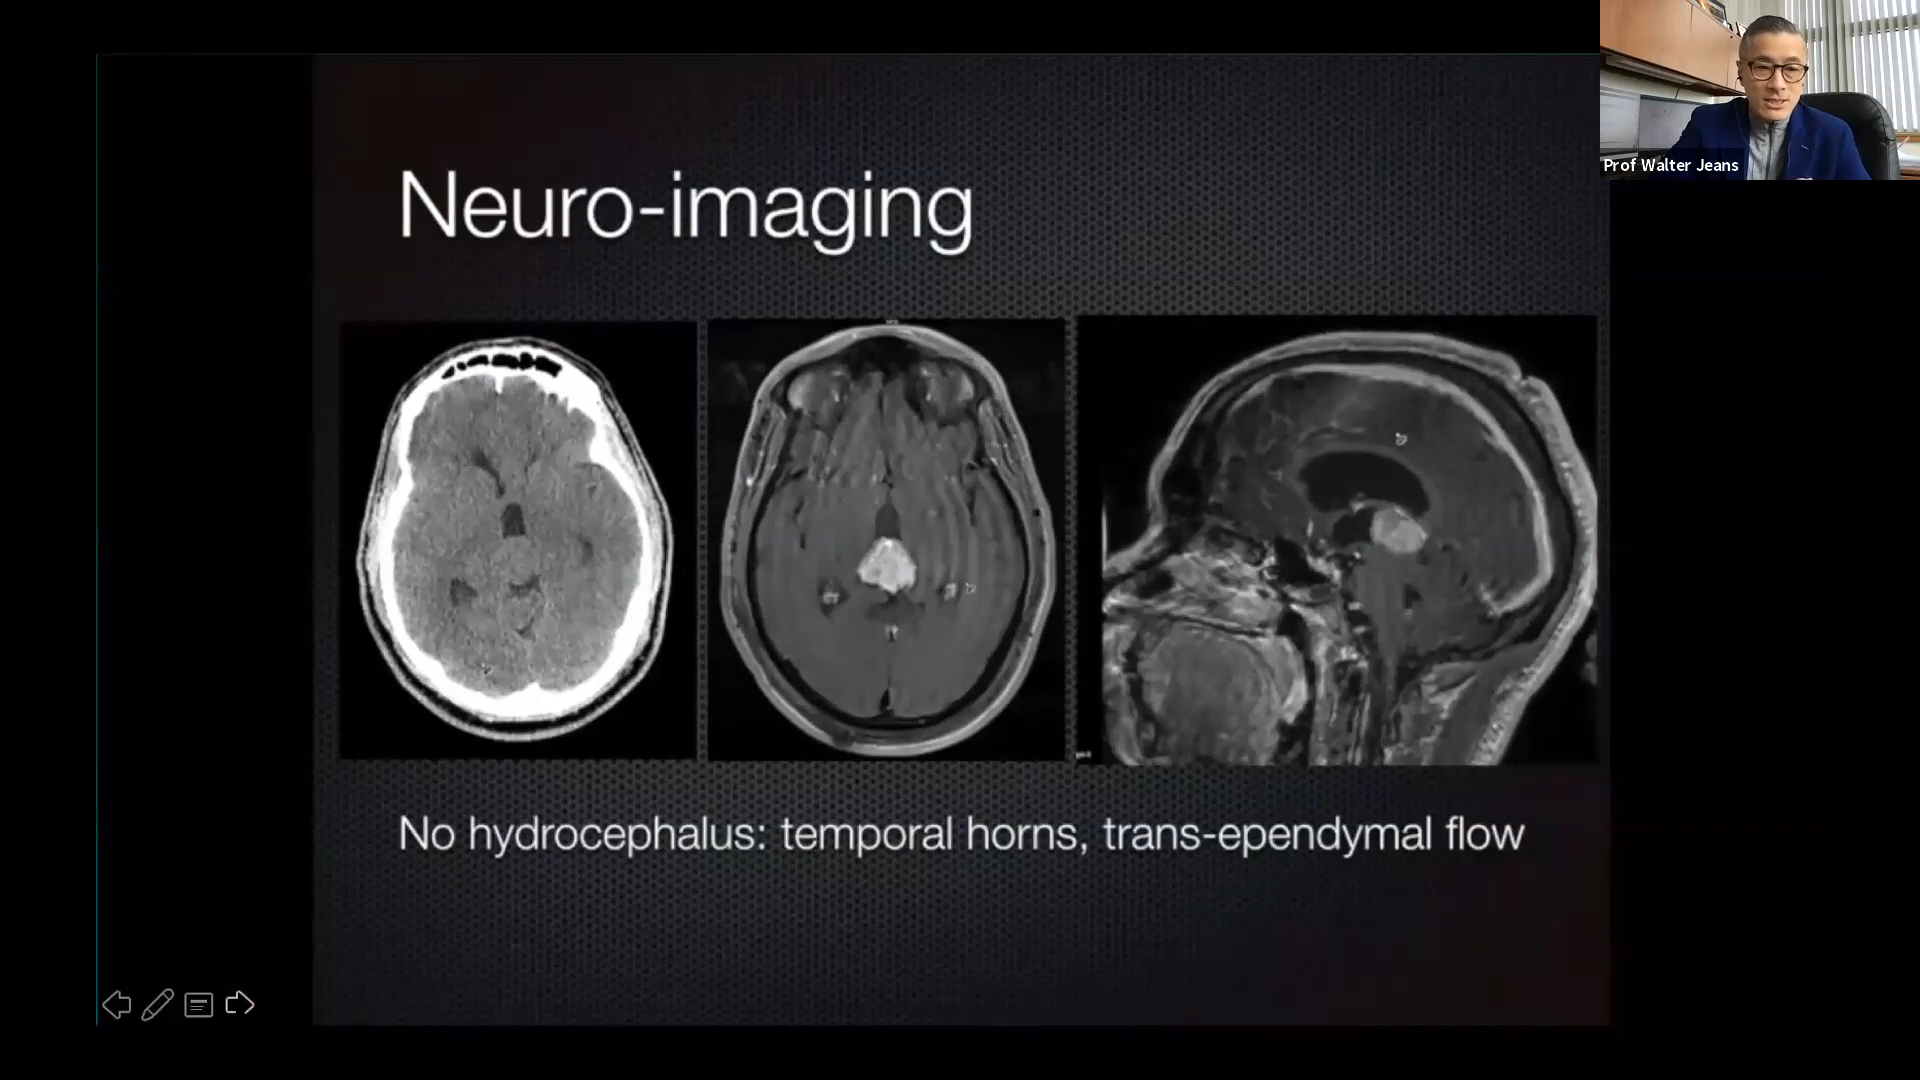 Prof Walter Jeans
Neuro-imaging
No hydrocephalus: temporal horns, trans-ependymal flow